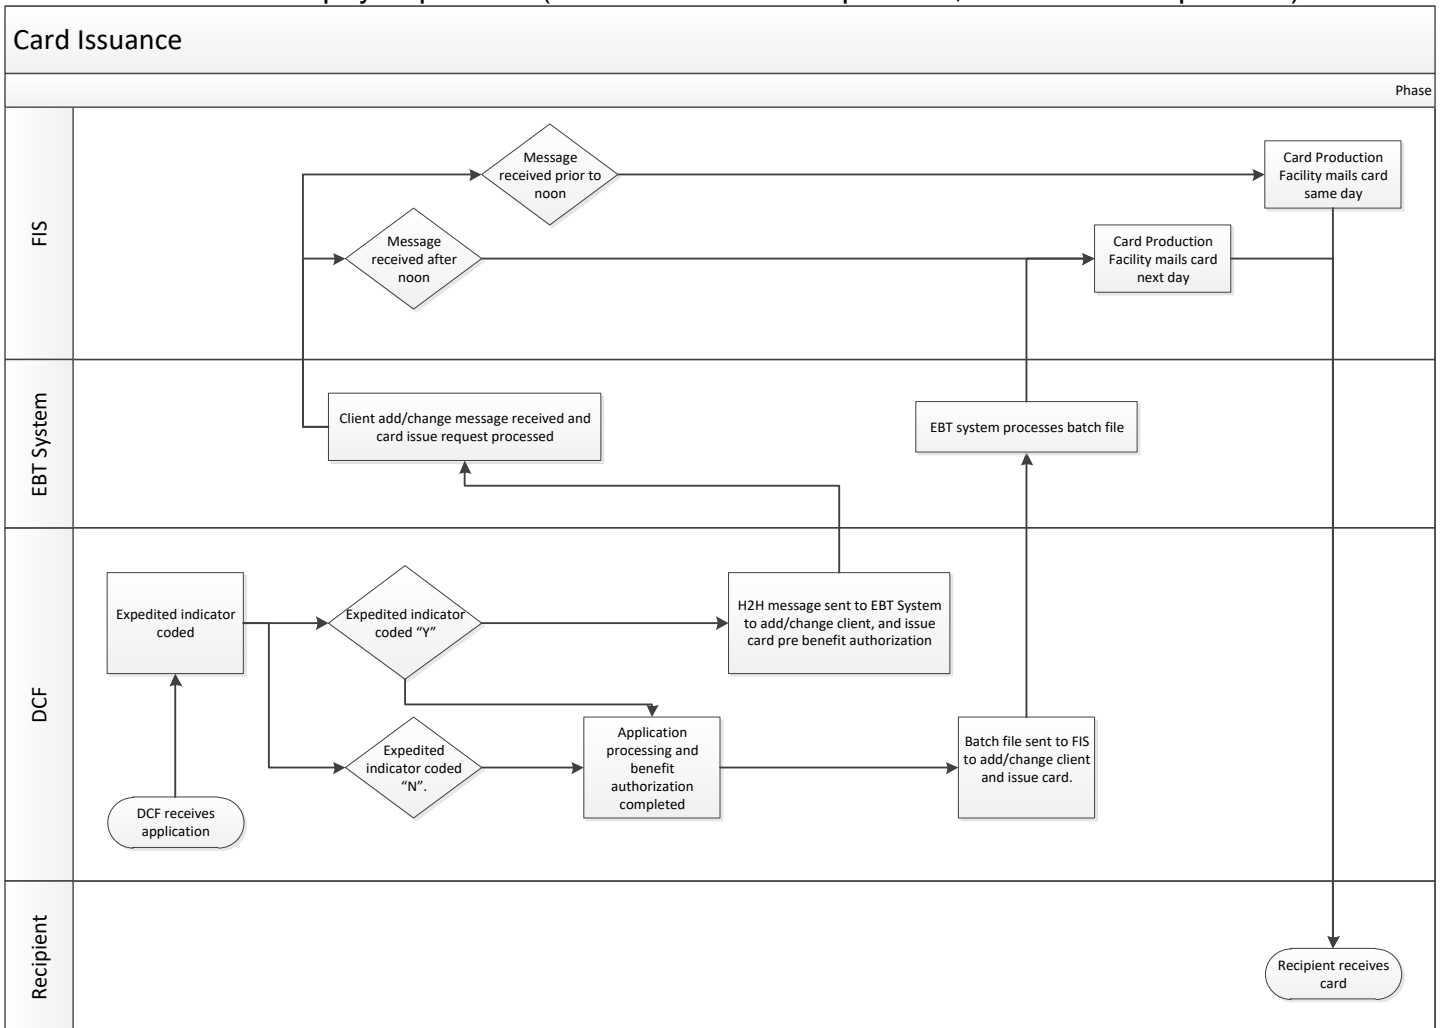 Card Issuance
Phase
FIS
Message
received prior to
noon
Card Production
Facility mails card
same day
Message
received after
noon
Card Production
Facility mails card
next day
EBT System
Client add/change message received and
card issue request processed
EBT system processes batch file
DCF
Expedited indicator
coded
Expedited indicator
coded “Y”
H2H message sent to EBT System
to add/change client, and issue
card pre benefit authorization
Expedited
indicator coded
“N”.
Application
processing and
benefit
authorization
completed
Batch file sent to FIS
to add/change client
and issue card.
DCF receives
application
Recipient
Recipient receives
card